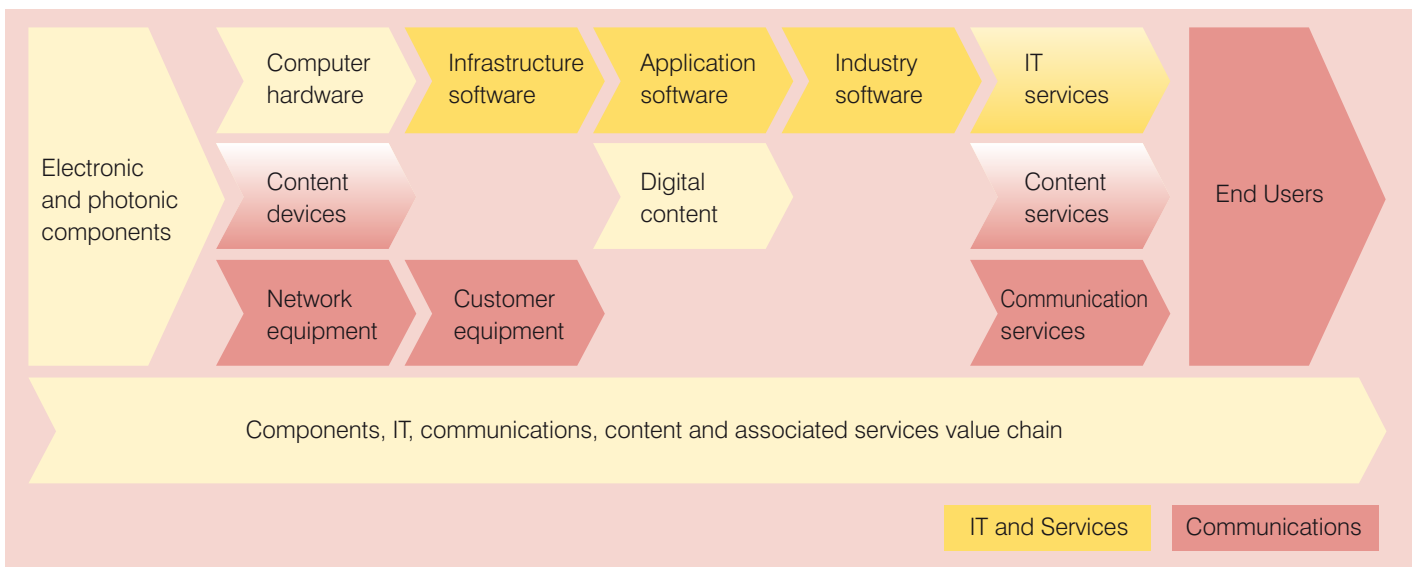 Electronic
and photonic
components
Computer
hardware
Infrastructure
software
Application
software
Industry
software
IT
services
Content
devices
Digital
content
Content
services
Network
equipment
Customer
equipment
Communication
services
End Users
Components, IT, communications, content and associated services value chain
IT and Services
Communications